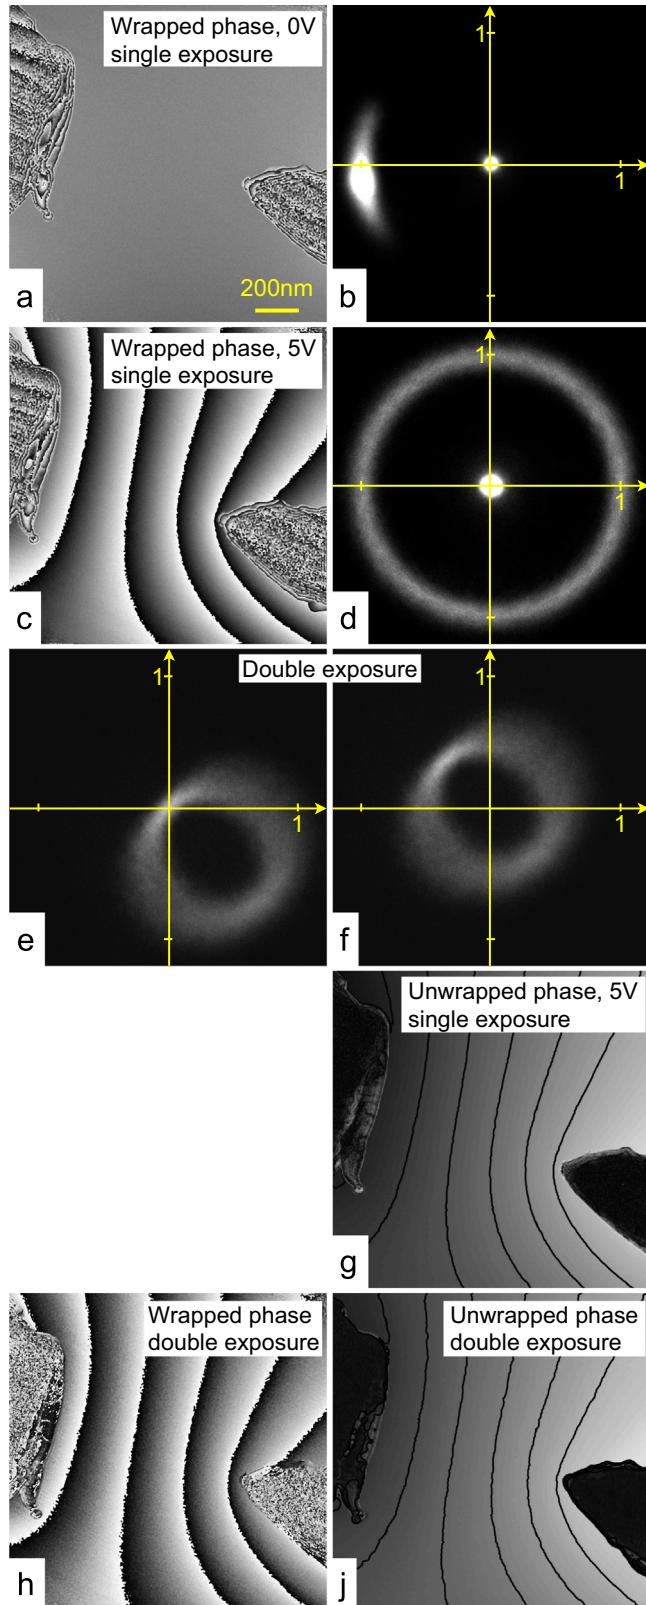 Wrapped phase, 0V
single exposure
200nm
a
1
1
b
Wrapped phase, 5V
single exposure
c
1
1
d
Double exposure
1
1
e
1
1
f
Unwrapped phase, 5V
single exposure
g
Wrapped phase
double exposure
h
Unwrapped phase
double exposure
j